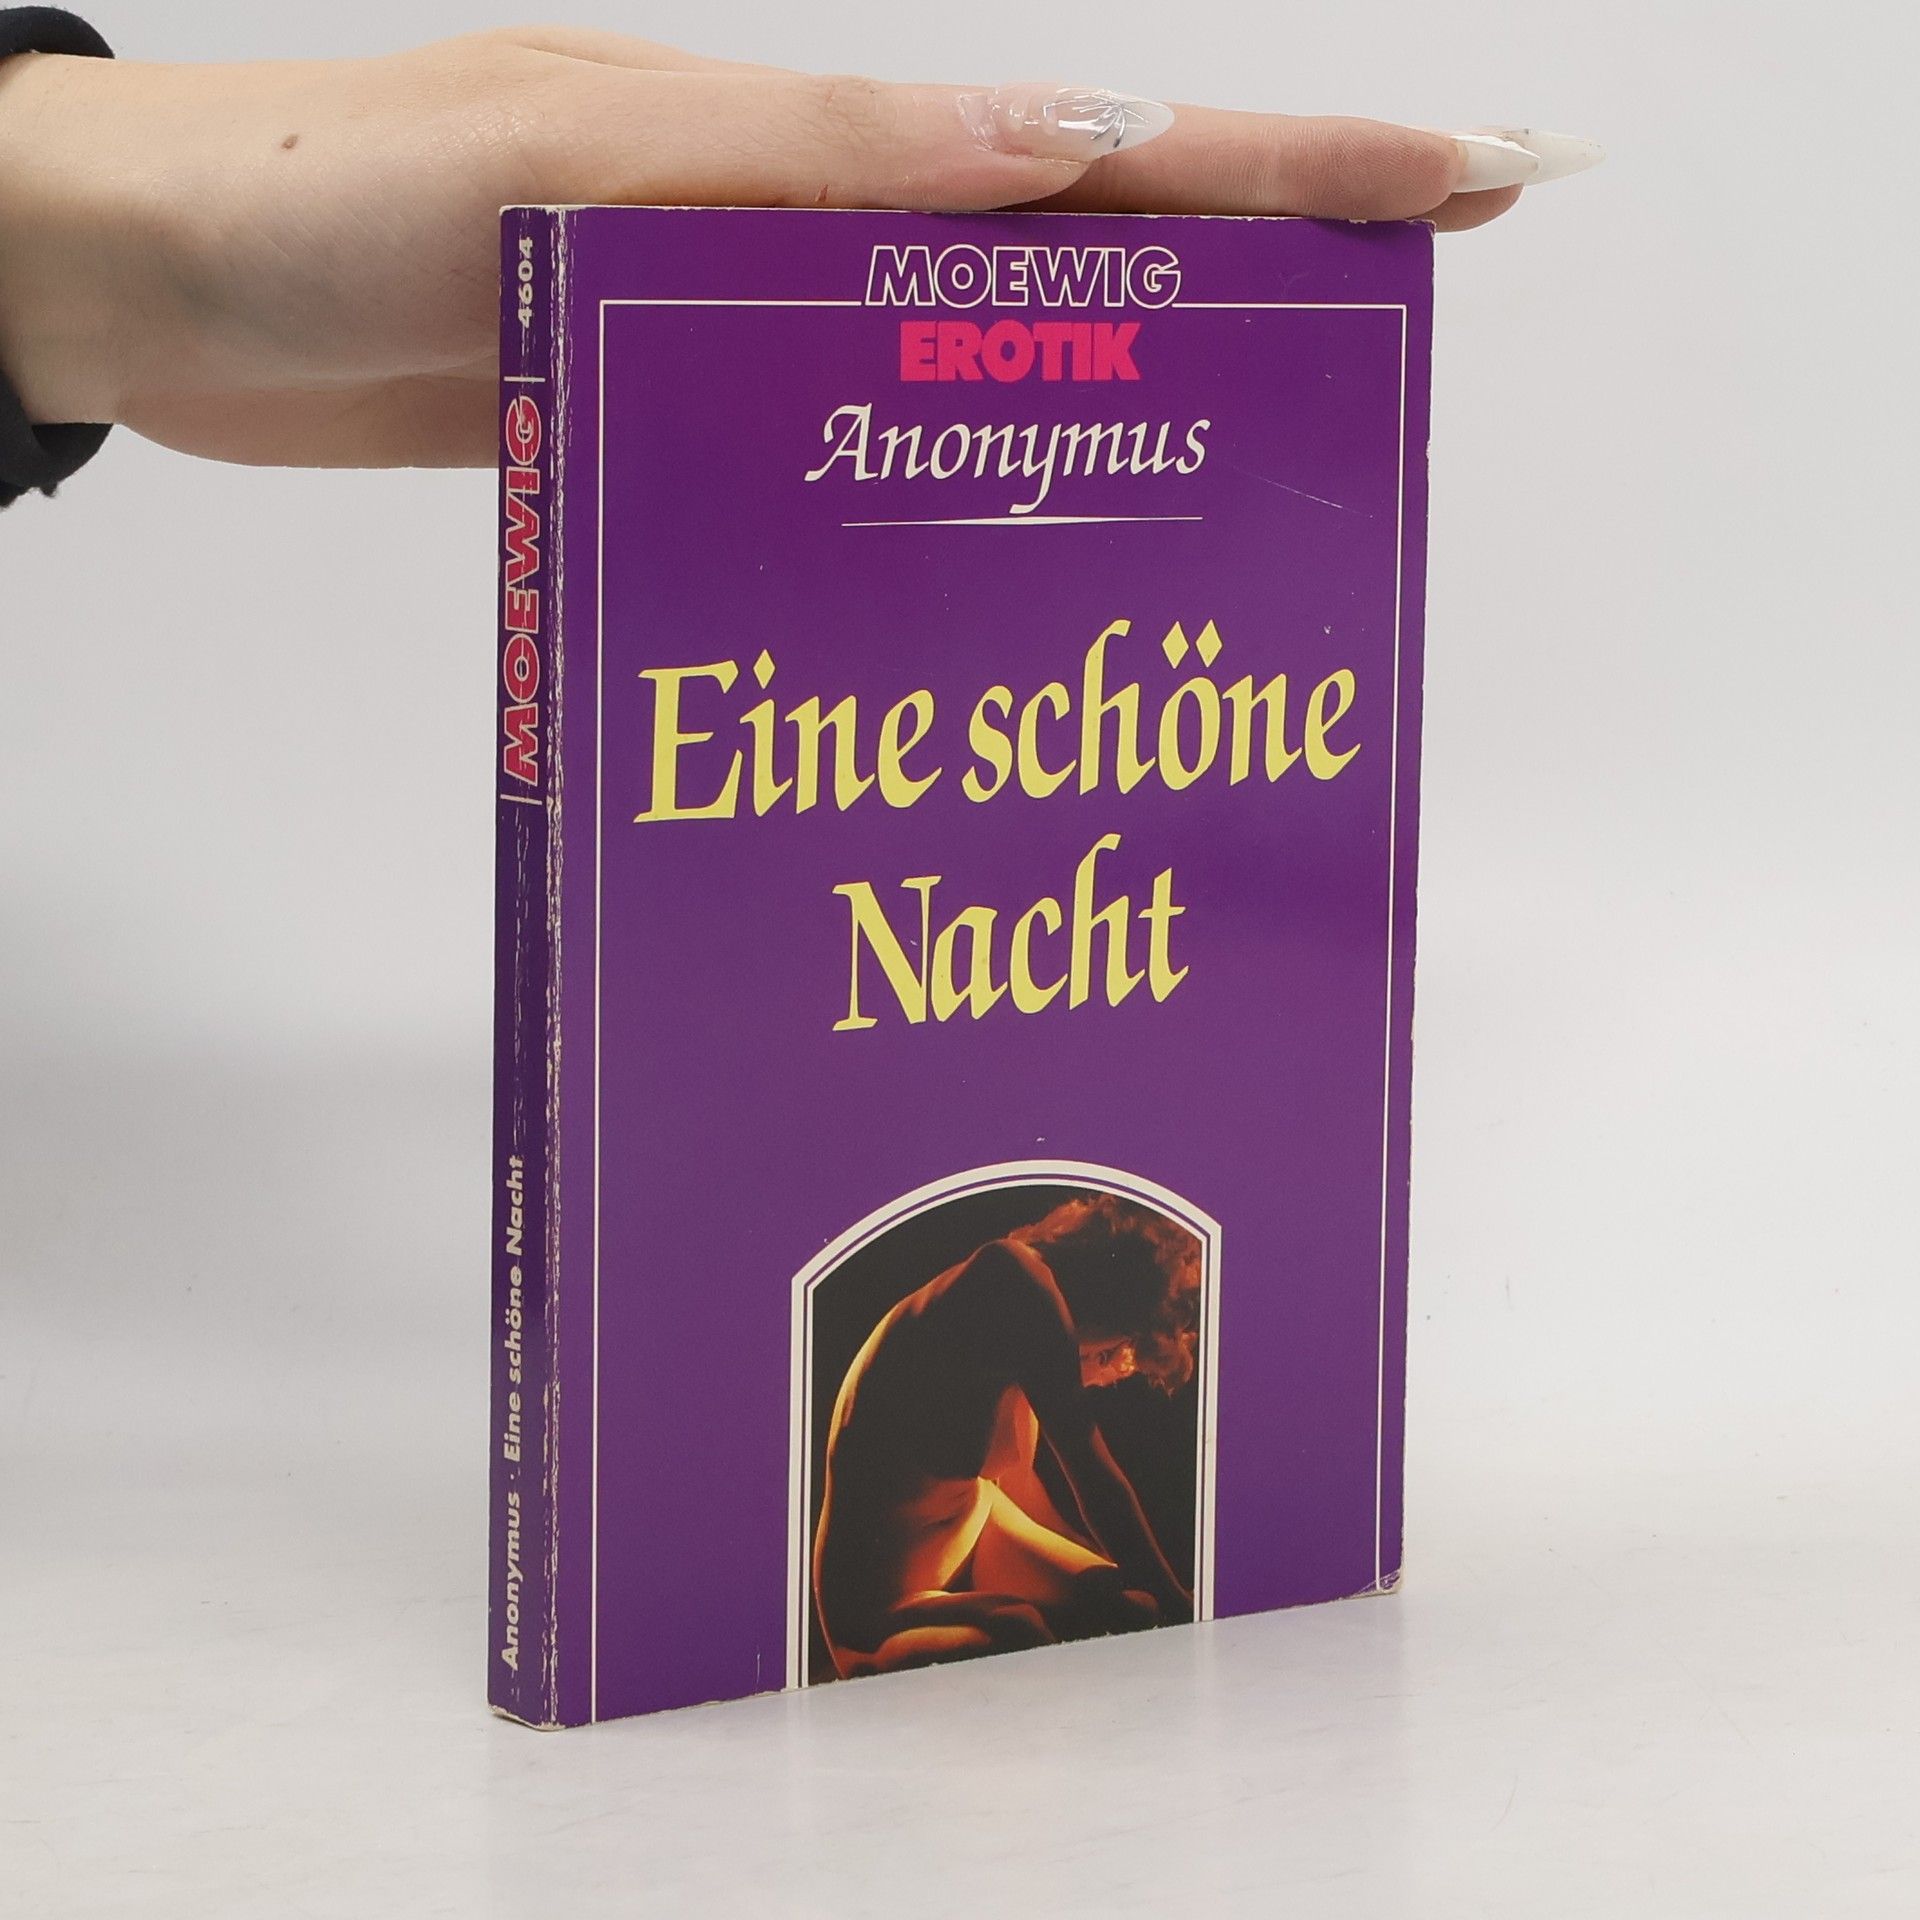 MOEWIG
EROTIK
Anonymus
Eine schöne
Nacht
Anonymus · Eine schöne Nacht | MOEWIG | 4604